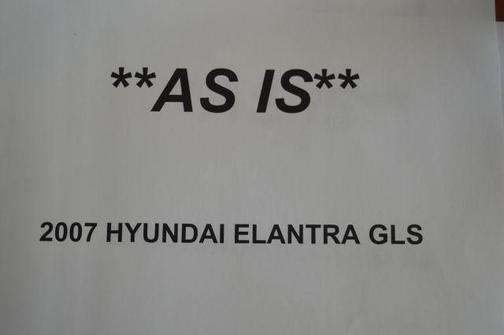 **AS IS**
2007 HYUNDAI ELANTRA GLS